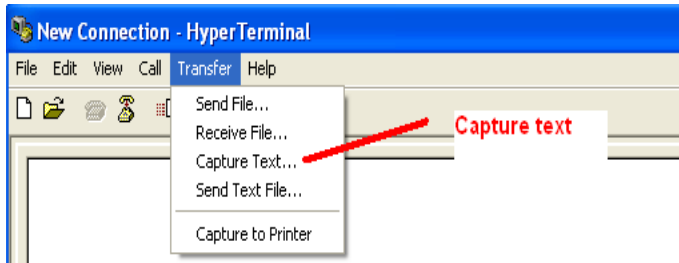 New Connection - HyperTerminal
File Edit View Call Transfer Help
Send File...
Receive File...
Capture Text...
Capture text
Send Text File...
Capture to Printer